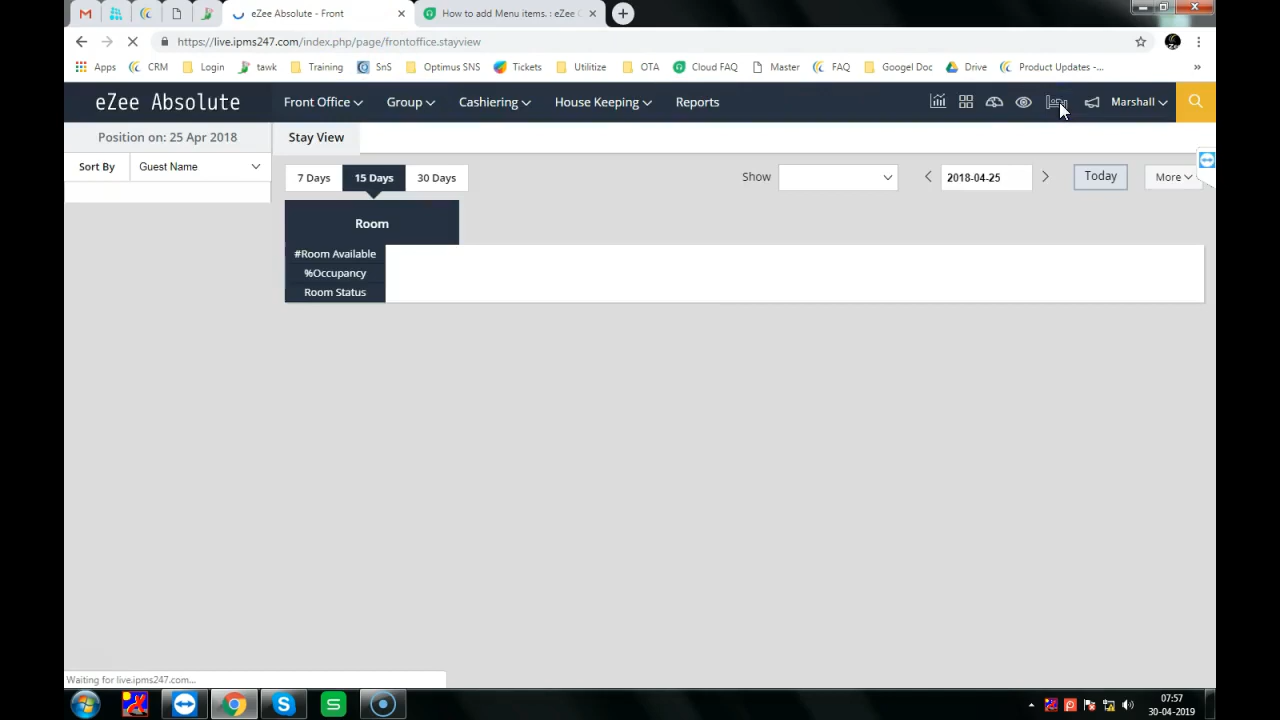 eZee Absolute - Front
How to add Menu items. : eZee
https://live.ipms247.com/index.php/page/frontoffice.stayview
Apps CRM Login tawk Training SnS Optimus SNS Tickets Utilitize OTA Cloud FAQ Master FAQ Googel Doc Drive Product Updates -... »
eZee Absolute Front Office Group Cashiering House Keeping Reports Marshall
Position on: 25 Apr 2018 Stay View
Sort By Guest Name
7 Days 15 Days 30 Days Show 2018-04-25 Today More
Room
#Room Available
%Occupancy
Room Status
Waiting for live.ipms247.com...
07:57
30-04-2019